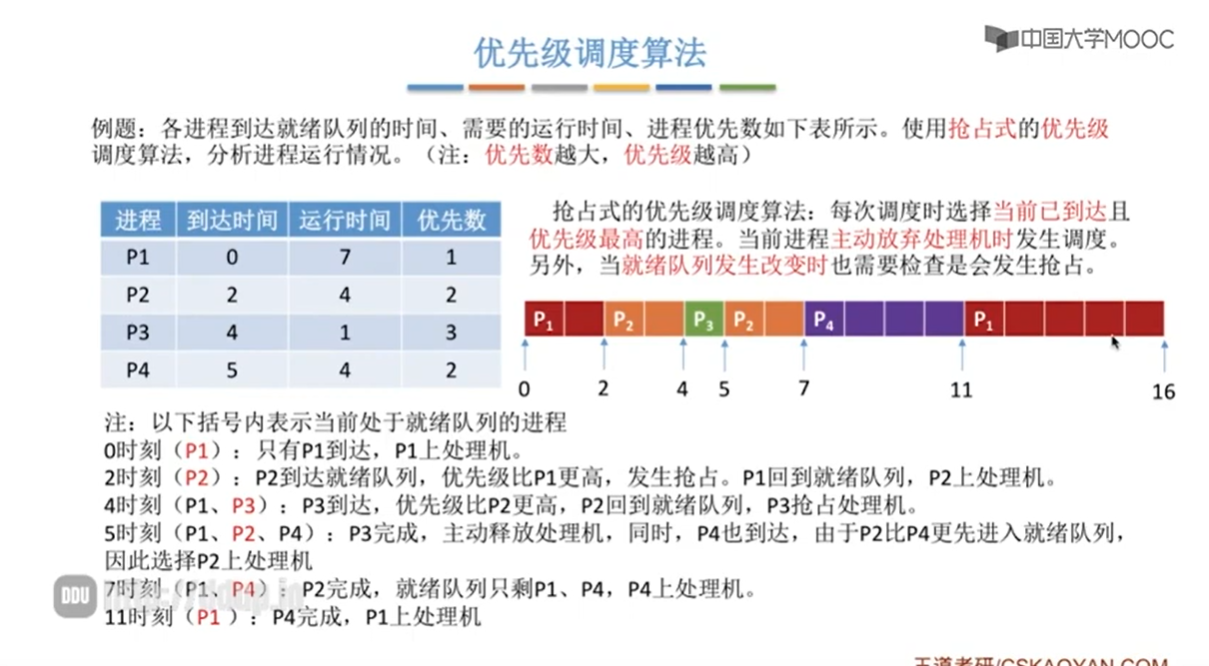 中国大学MOOC
优先级调度算法
例题：各进程到达就绪队列的时间、需要的运行时间、进程优先数如下表所示。使用抢占式的优先级
调度算法，分析进程运行情况。（注：优先数越大，优先级越高）
进程 到达时间 运行时间 优先数
P1 0 7 1
P2 2 4 2
P3 4 1 3
P4 5 4 2
抢占式的优先级调度算法：每次调度时选择当前已到达且
优先级最高的进程。当前进程主动放弃处理机时发生调度。
另外，当就绪队列发生改变时也需要检查是会发生抢占。
P1 P2 P3 P2 P4 P1
0 2 4 5 7 11 16
注：以下括号内表示当前处于就绪队列的进程
0时刻（P1）：只有P1到达，P1上处理机。
2时刻（P2）：P2到达就绪队列，优先级比P1更高，发生抢占。P1回到就绪队列，P2上处理机。
4时刻（P1、P3）：P3到达，优先级比P2更高，P2回到就绪队列，P3抢占处理机。
5时刻（P1、P2、P4）：P3完成，主动释放处理机，同时，P4也到达，由于P2比P4更先进入就绪队列，
因此选择P2上处理机
7时刻（P1、P4）：P2完成，就绪队列只剩P1、P4，P4上处理机。
11时刻（P1 ）：P4完成，P1上处理机
DDU
王道考研/CSKAOYAN.COM